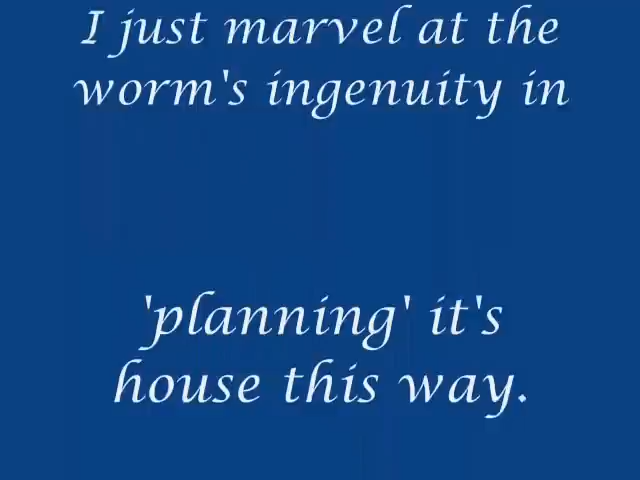 I just marvel at the
worm's ingenuity in
'planning' it's
house this way.